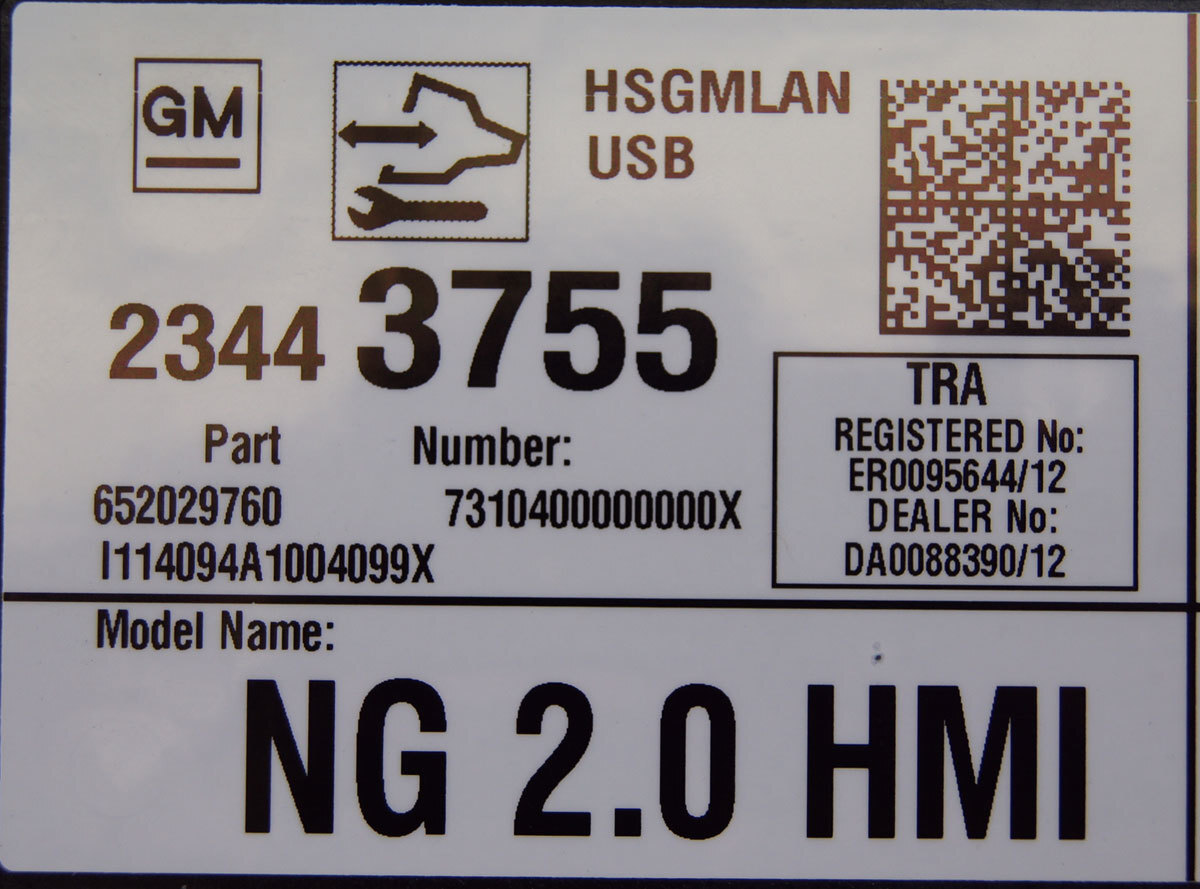 GM
HSGMLAN
USB
2344 3755
Part Number:
652029760 7310400000000X
I114094A1004099X
TRA
REGISTERED No:
ER0095644/12
DEALER No:
DA0088390/12
Model Name:
NG 2.0 HMI